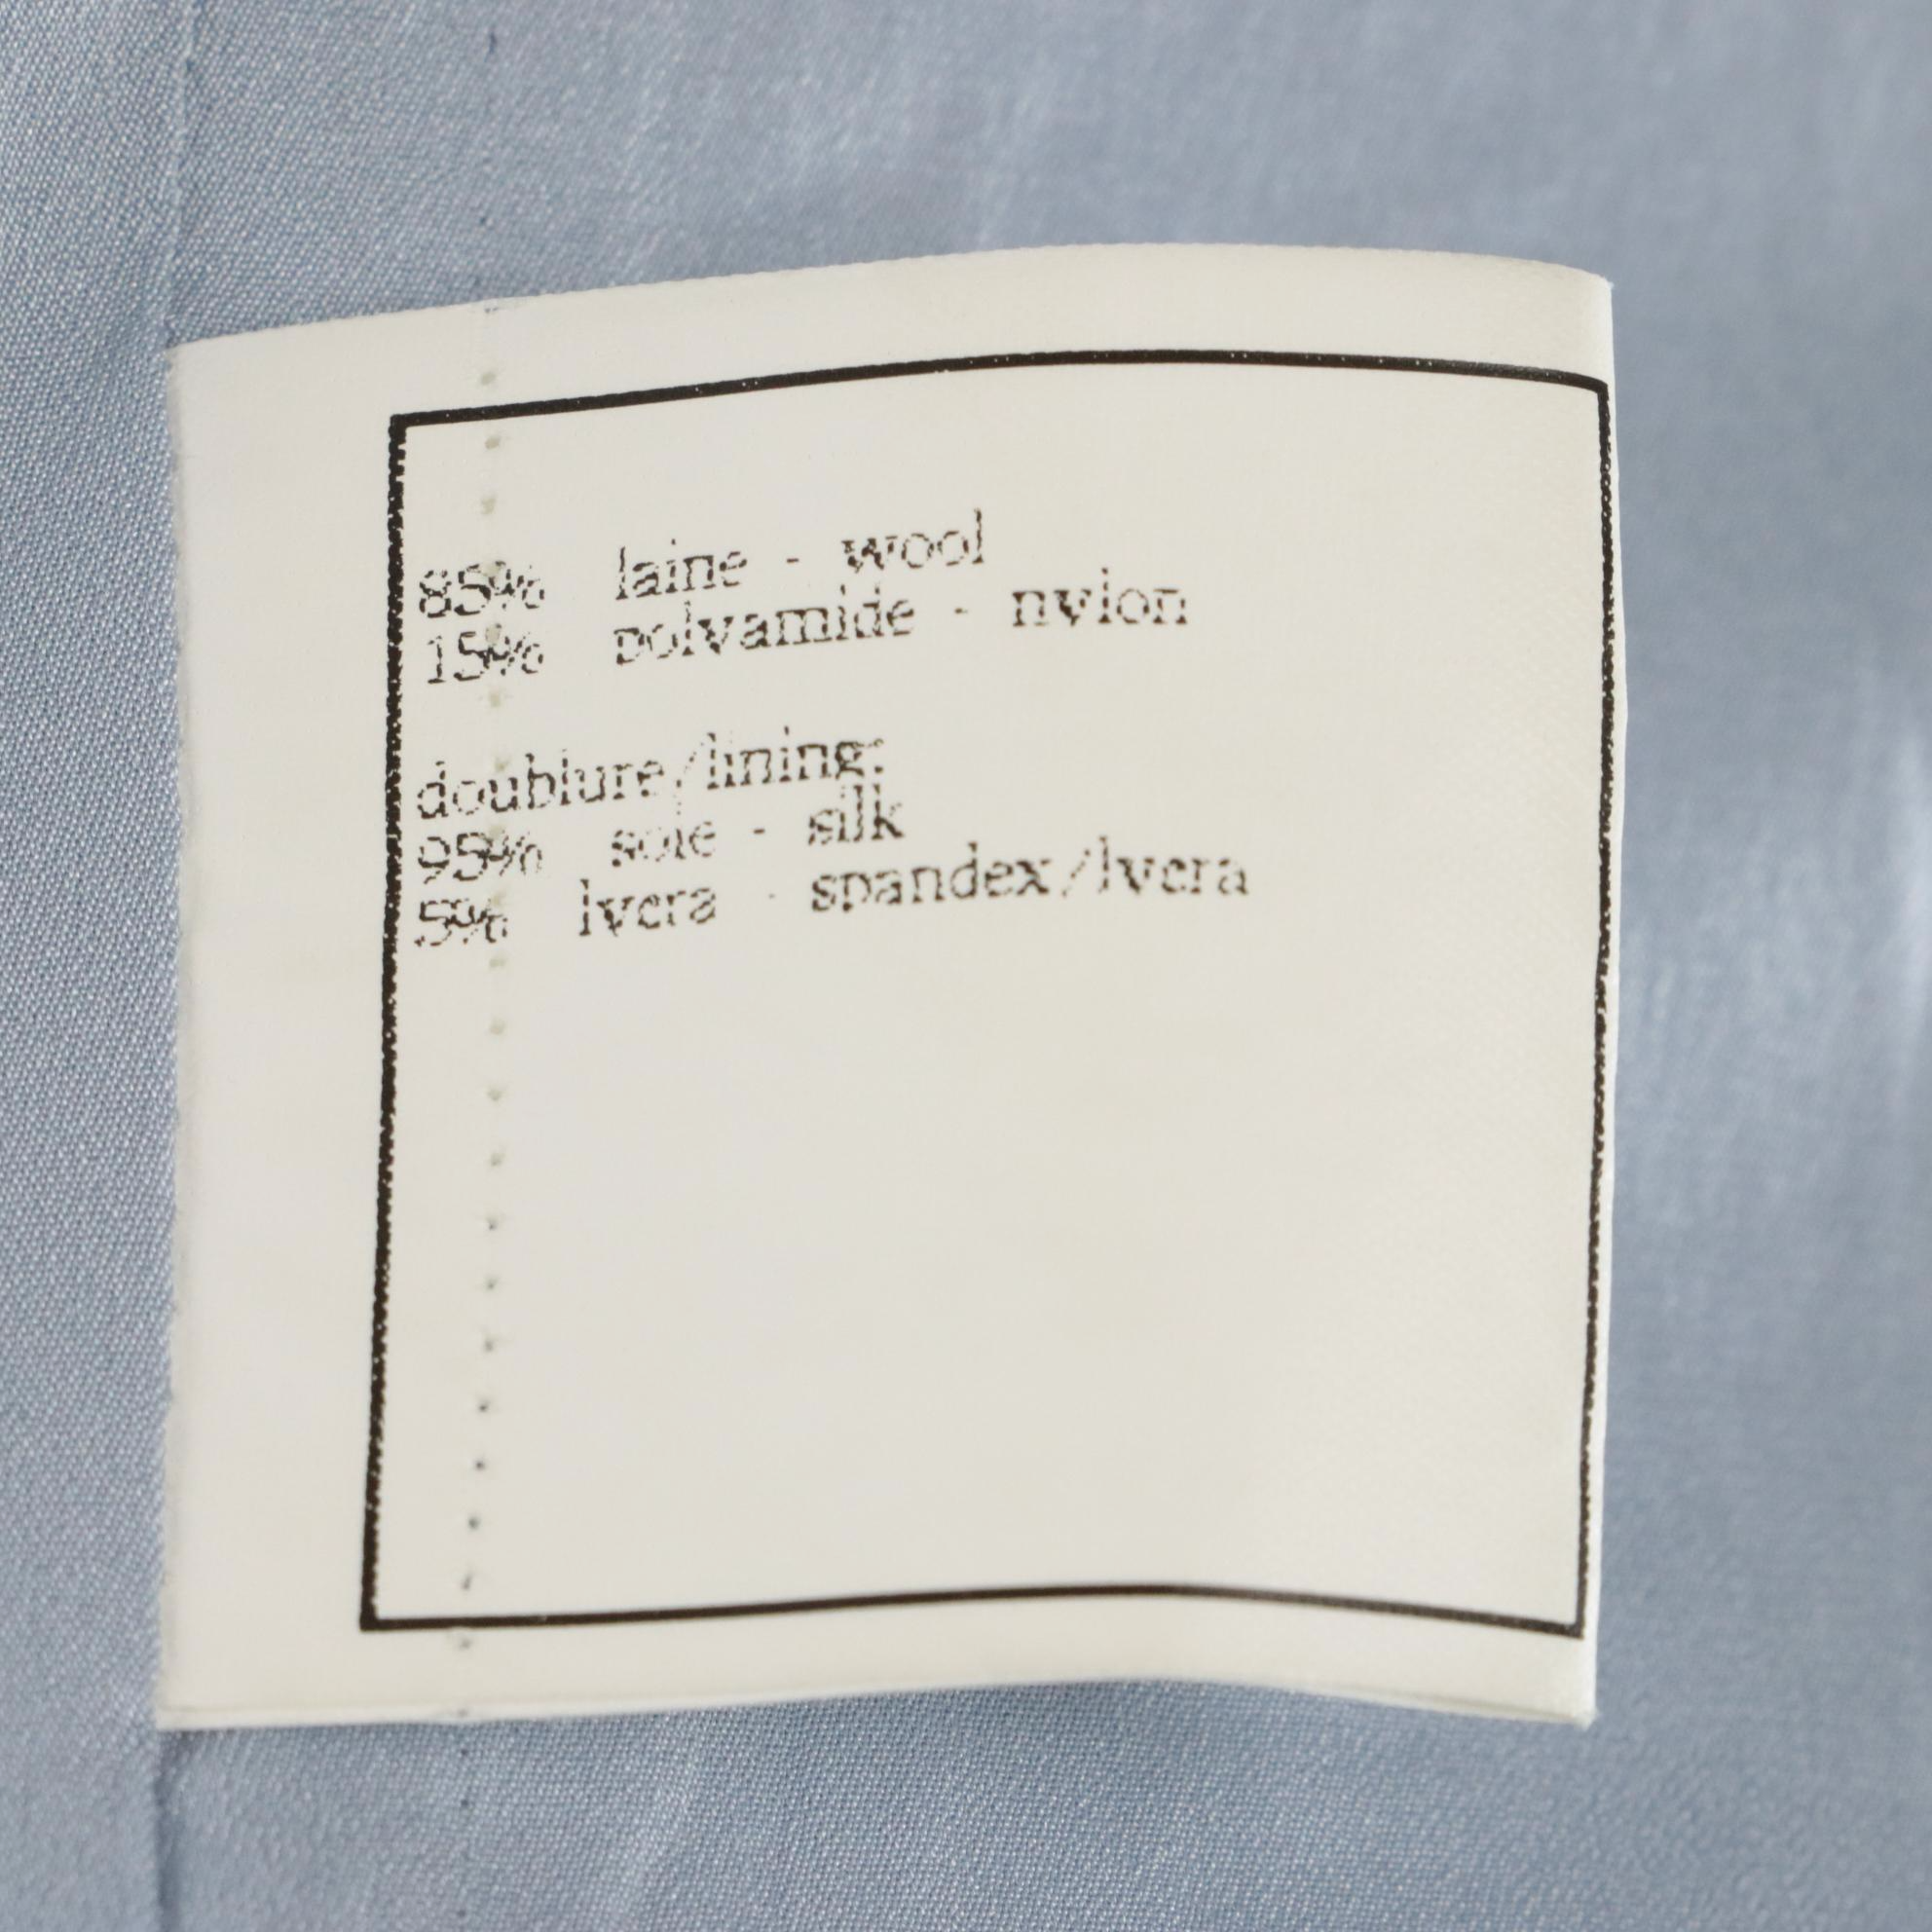 85% laine - wool
15% polyamide - nylon
doublure/lining:
95% soie - silk
5% lycra - spandex/lycra